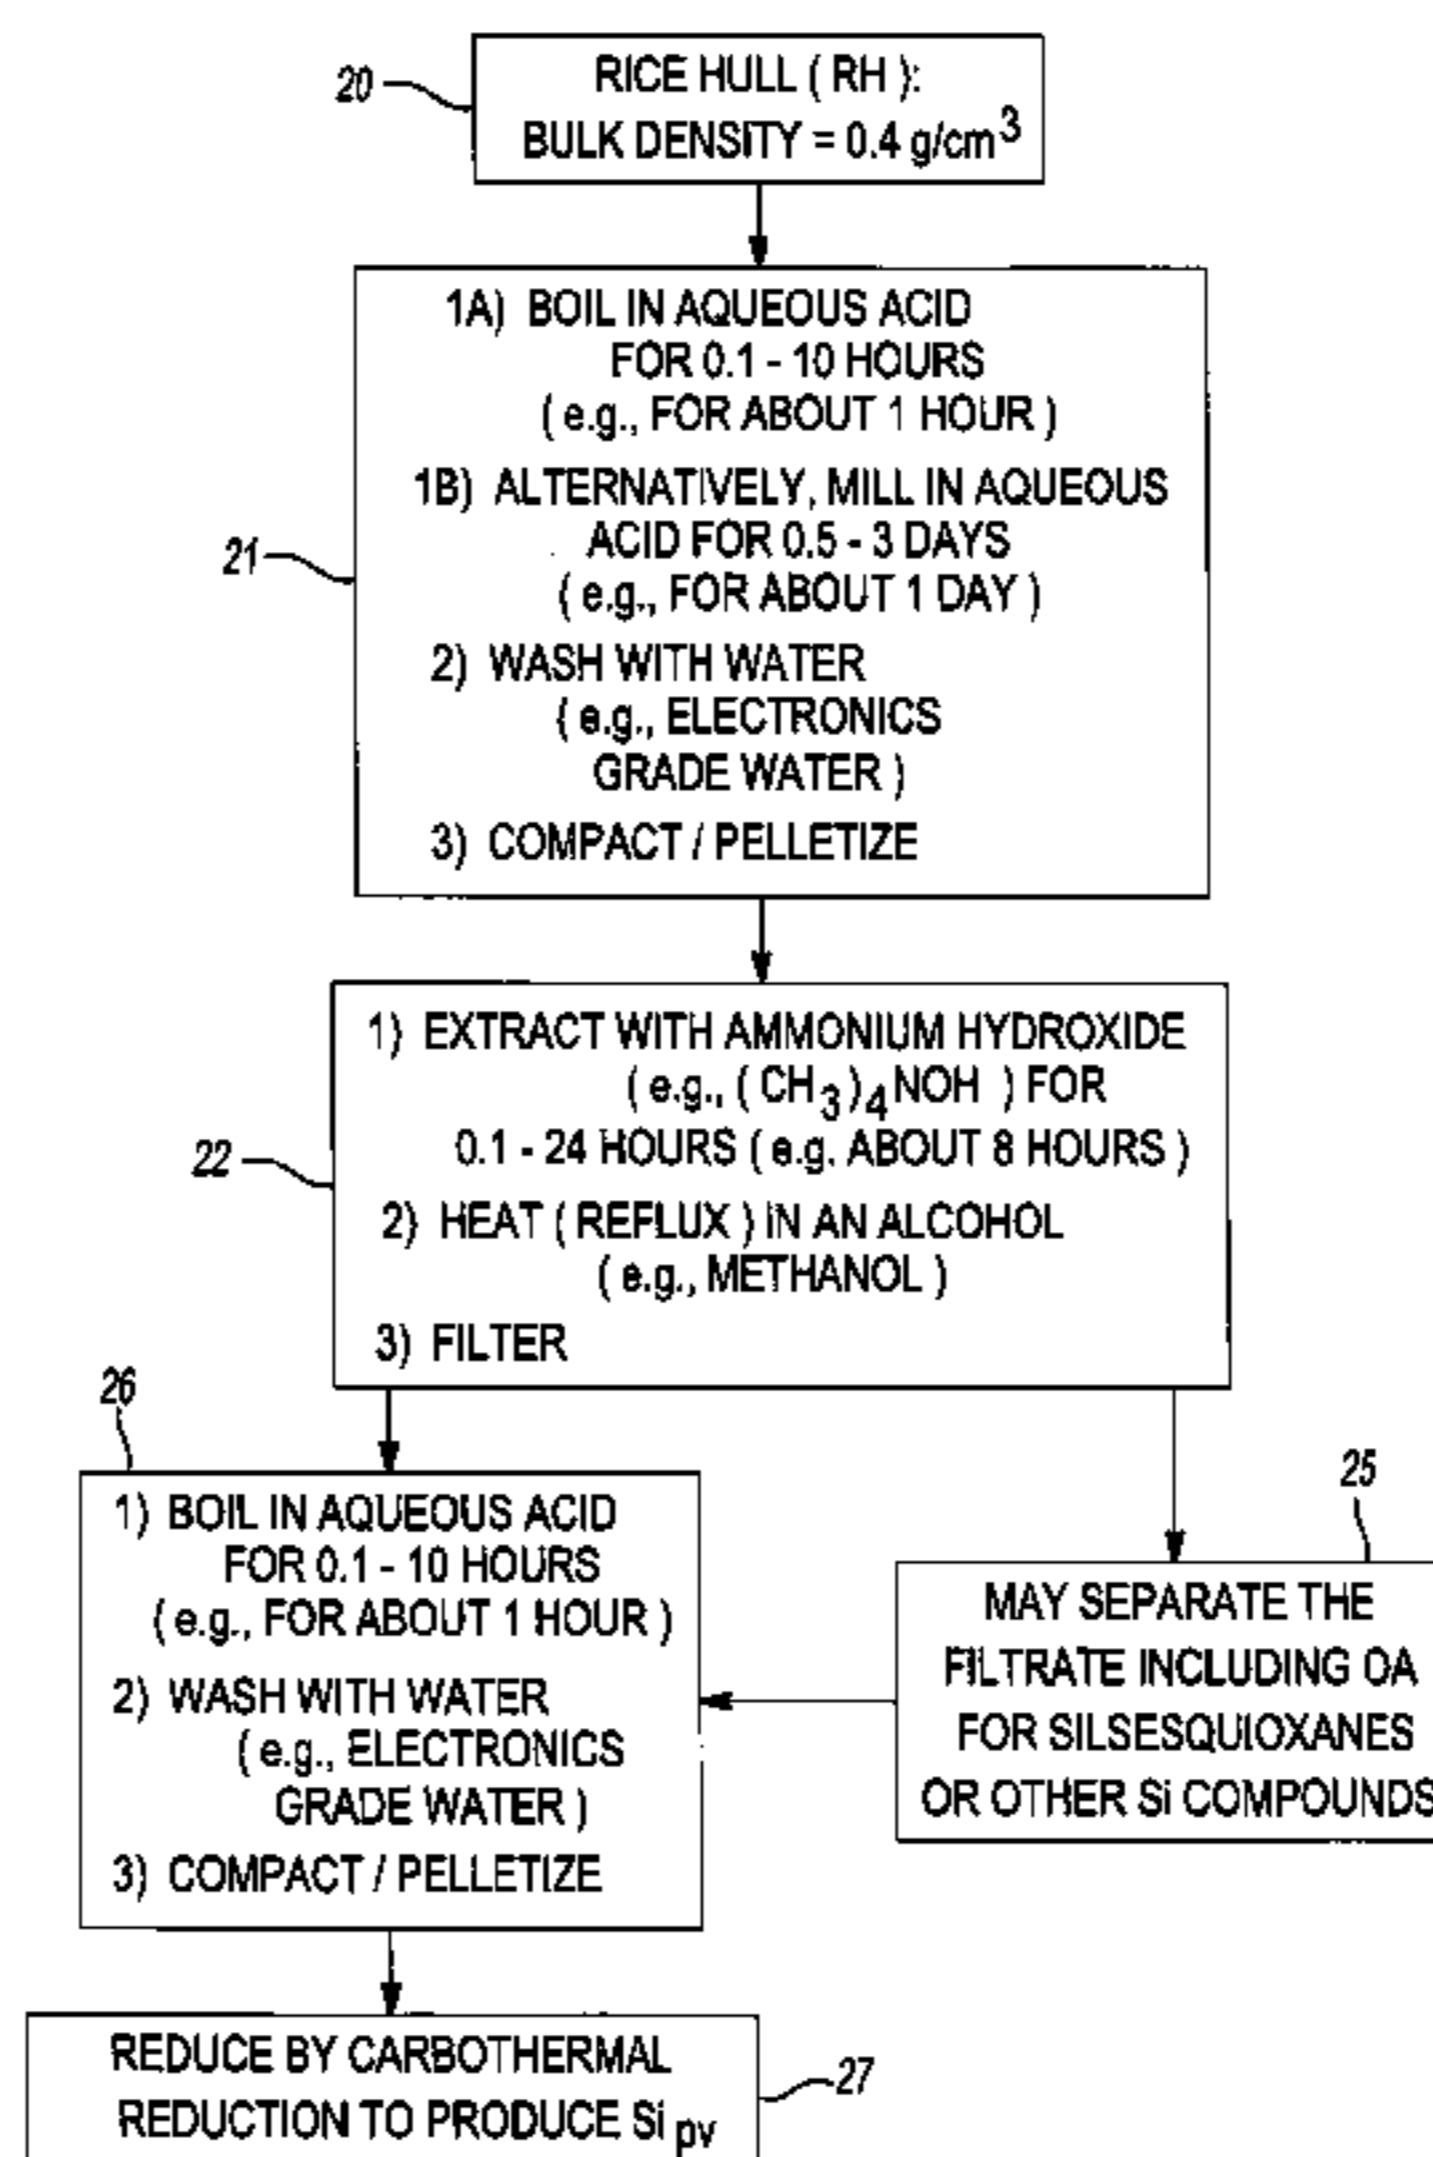 20
RICE HULL ( RH ):
BULK DENSITY = 0.4 g/cm3
21
1A) BOIL IN AQUEOUS ACID
FOR 0.1 - 10 HOURS
( e.g., FOR ABOUT 1 HOUR )
1B) ALTERNATIVELY, MILL IN AQUEOUS
ACID FOR 0.5 - 3 DAYS
( e.g., FOR ABOUT 1 DAY )
2) WASH WITH WATER
( e.g., ELECTRONICS
GRADE WATER )
3) COMPACT / PELLETIZE
22
1) EXTRACT WITH AMMONIUM HYDROXIDE
( e.g., ( CH3)4NOH ) FOR
0.1 - 24 HOURS ( e.g. ABOUT 8 HOURS )
2) HEAT ( REFLUX ) IN AN ALCOHOL
( e.g., METHANOL )
3) FILTER
26
1) BOIL IN AQUEOUS ACID
FOR 0.1 - 10 HOURS
( e.g., FOR ABOUT 1 HOUR )
2) WASH WITH WATER
( e.g., ELECTRONICS
GRADE WATER )
3) COMPACT / PELLETIZE
25
MAY SEPARATE THE
FILTRATE INCLUDING OA
FOR SILSESQUIOXANES
OR OTHER Si COMPOUNDS
27
REDUCE BY CARBOTHERMAL
REDUCTION TO PRODUCE Si pv